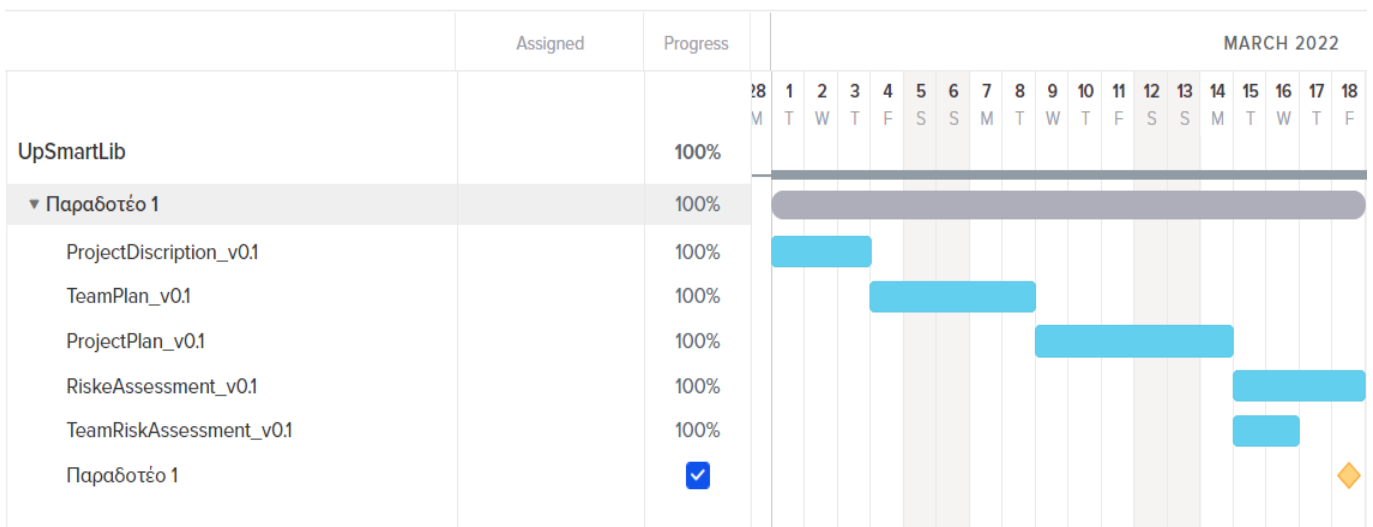 Assigned Progress MARCH 2022
28 1 2 3 4 5 6 7 8 9 10 11 12 13 14 15 16 17 18
M T W T F S S M T W T F S S M T W T F
UpSmartLib 100%
Παραδοτέο 1 100%
ProjectDiscription_v0.1 100%
TeamPlan_v0.1 100%
ProjectPlan_v0.1 100%
RiskeAssessment_v0.1 100%
TeamRiskAssessment_v0.1 100%
Παραδοτέο 1